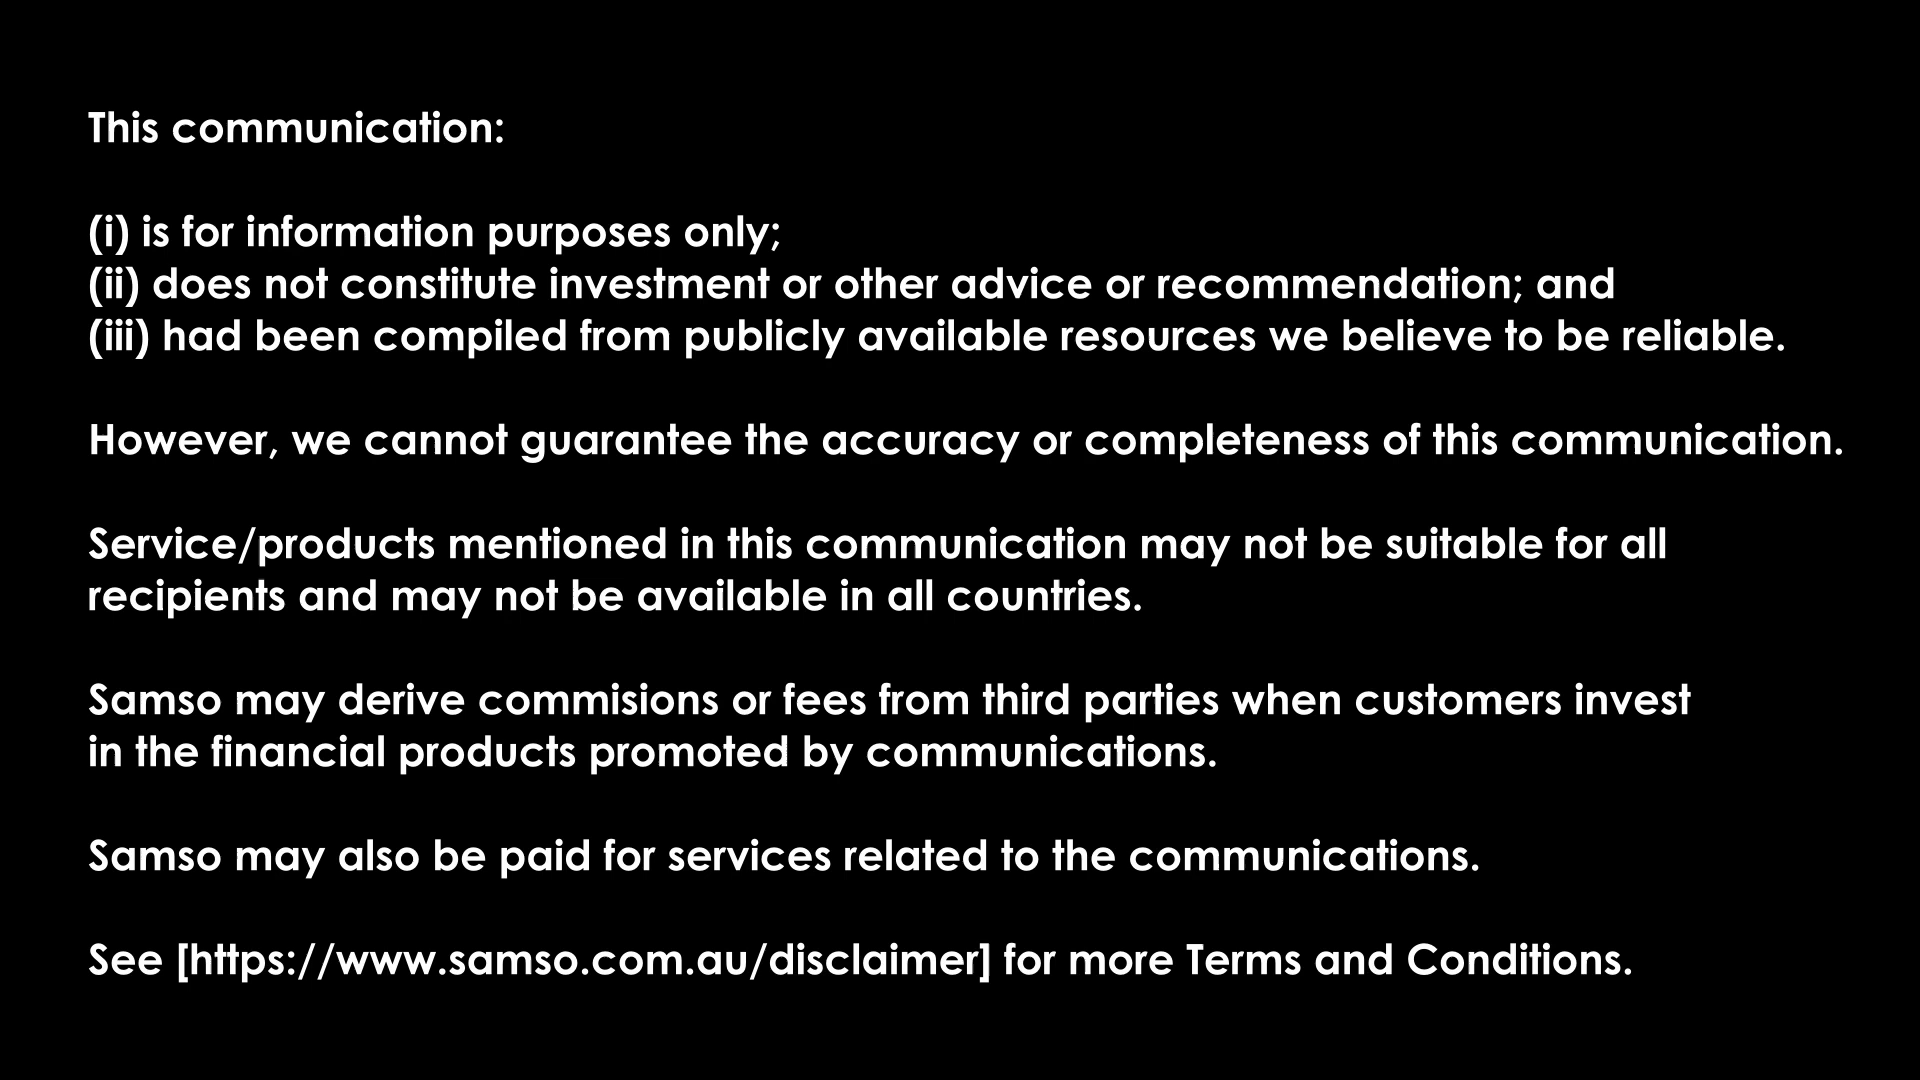 This communication:
(i) is for information purposes only;
(ii) does not constitute investment or other advice or recommendation; and
(iii) had been compiled from publicly available resources we believe to be reliable.
However, we cannot guarantee the accuracy or completeness of this communication.
Service/products mentioned in this communication may not be suitable for all
recipients and may not be available in all countries.
Samso may derive commisions or fees from third parties when customers invest
in the financial products promoted by communications.
Samso may also be paid for services related to the communications.
See [https://www.samso.com.au/disclaimer] for more Terms and Conditions.